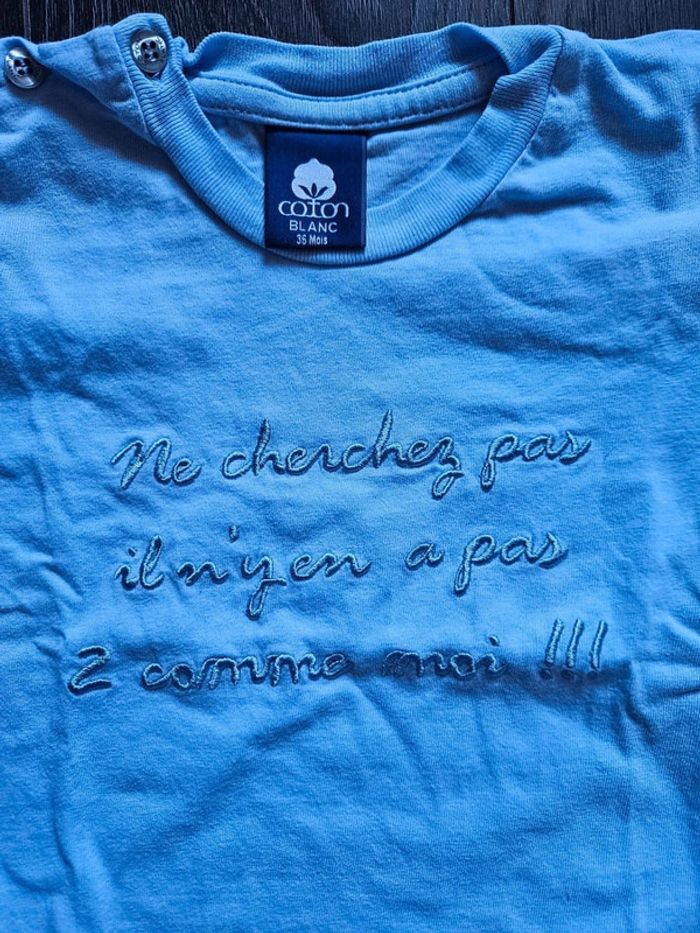 coton
BLANC
36 Mois
Ne cherchez pas
il n'y en a pas
2 comme moi !!!